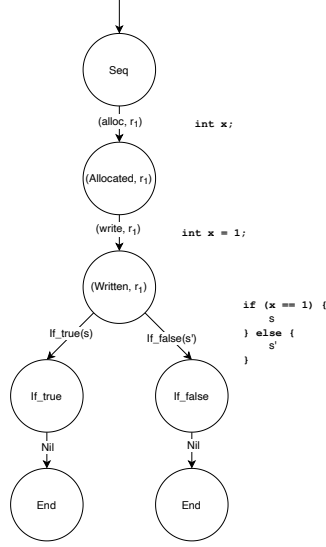 Seq
(alloc, r₁)
int x;
(Allocated, r₁)
(write, r₁)
int x = 1;
(Written, r₁)
if (x == 1) {
s
} else {
s'
}
If_true(s)
If_false(s')
If_true
If_false
Nil
Nil
End
End